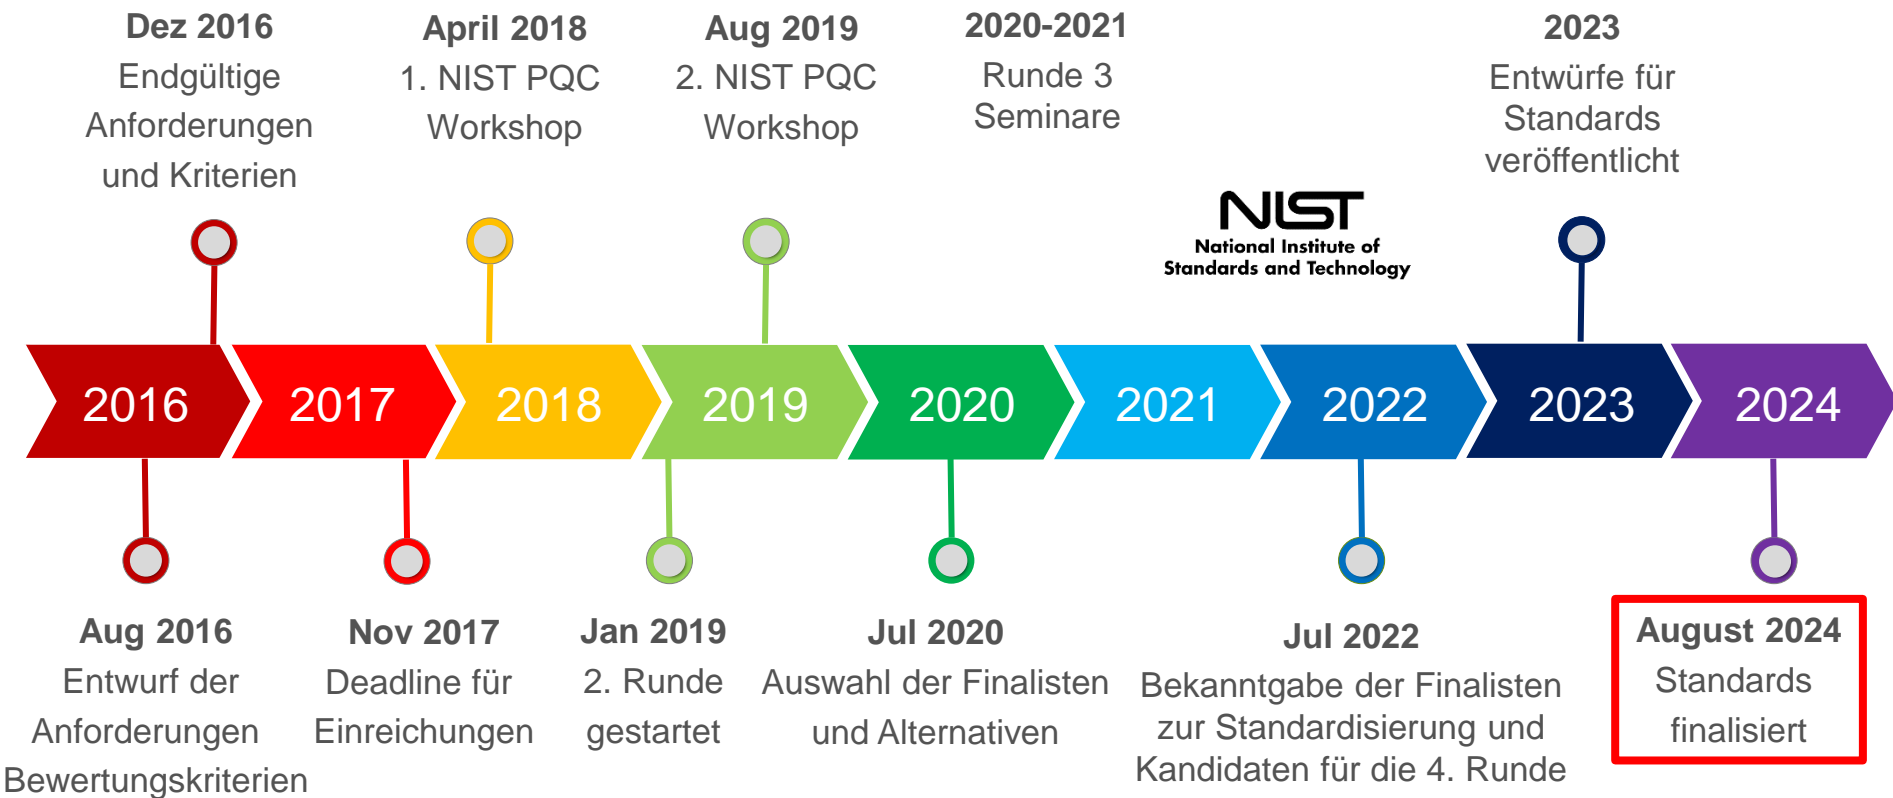 Dez 2016
Endgültige
Anforderungen
und Kriterien
April 2018
1. NIST PQC
Workshop
Aug 2019
2. NIST PQC
Workshop
2020-2021
Runde 3
Seminare
2023
Entwürfe für
Standards
veröffentlicht
NIST
National Institute of
Standards and Technology
2016
2017
2018
2019
2020
2021
2022
2023
2024
Aug 2016
Entwurf der
Anforderungen
Bewertungskriterien
Nov 2017
Deadline für
Einreichungen
Jan 2019
2. Runde
gestartet
Jul 2020
Auswahl der Finalisten
und Alternativen
Jul 2022
Bekanntgabe der Finalisten
zur Standardisierung und
Kandidaten für die 4. Runde
August 2024
Standards
finalisiert